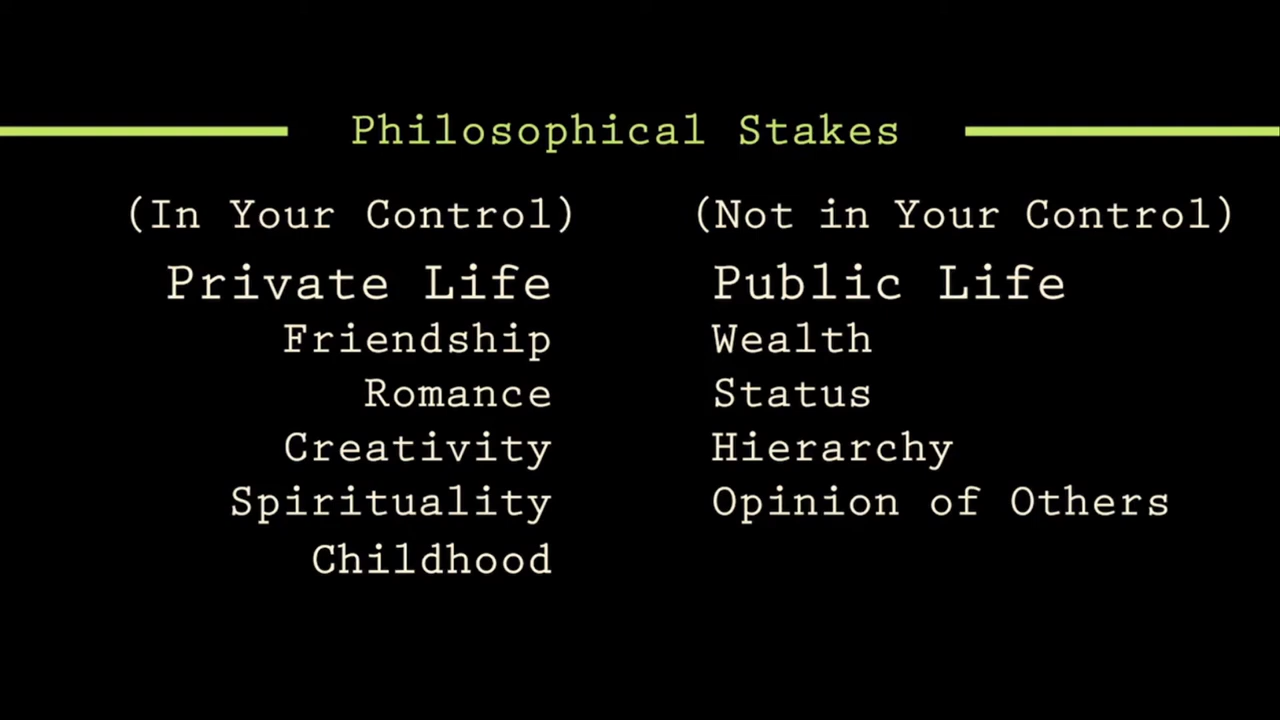 Philosophical Stakes
(In Your Control)
Private Life
Friendship
Romance
Creativity
Spirituality
Childhood
(Not in Your Control)
Public Life
Wealth
Status
Hierarchy
Opinion of Others